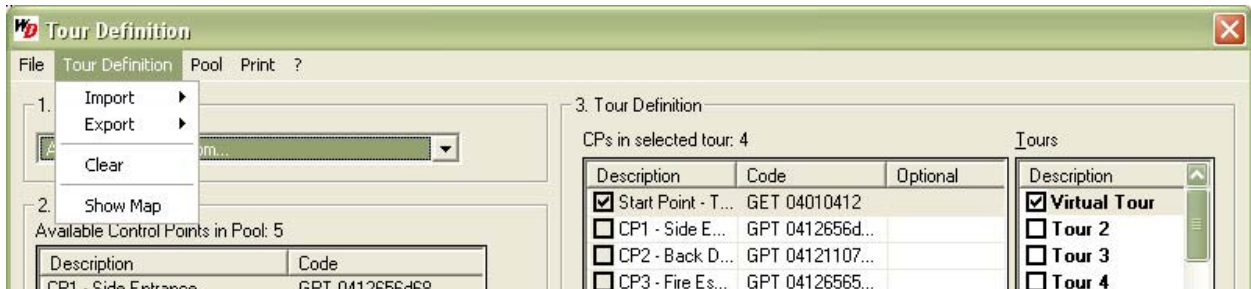 WD Tour Definition
File Tour Definition Pool Print ?
Import
Export
Clear
Show Map
1.
om...
2.
Available Control Points in Pool: 5
Description Code
CP1 - Side Entrance GPT 0412656d69
3. Tour Definition
CPs in selected tour: 4
Description Code Optional
Start Point - T... GET 04010412
CP1 - Side E... GPT 0412656d...
CP2 - Back D... GPT 04121107...
CP3 - Fire Es... GPT 04126565...
Tours
Description
Virtual Tour
Tour 2
Tour 3
Tour 4